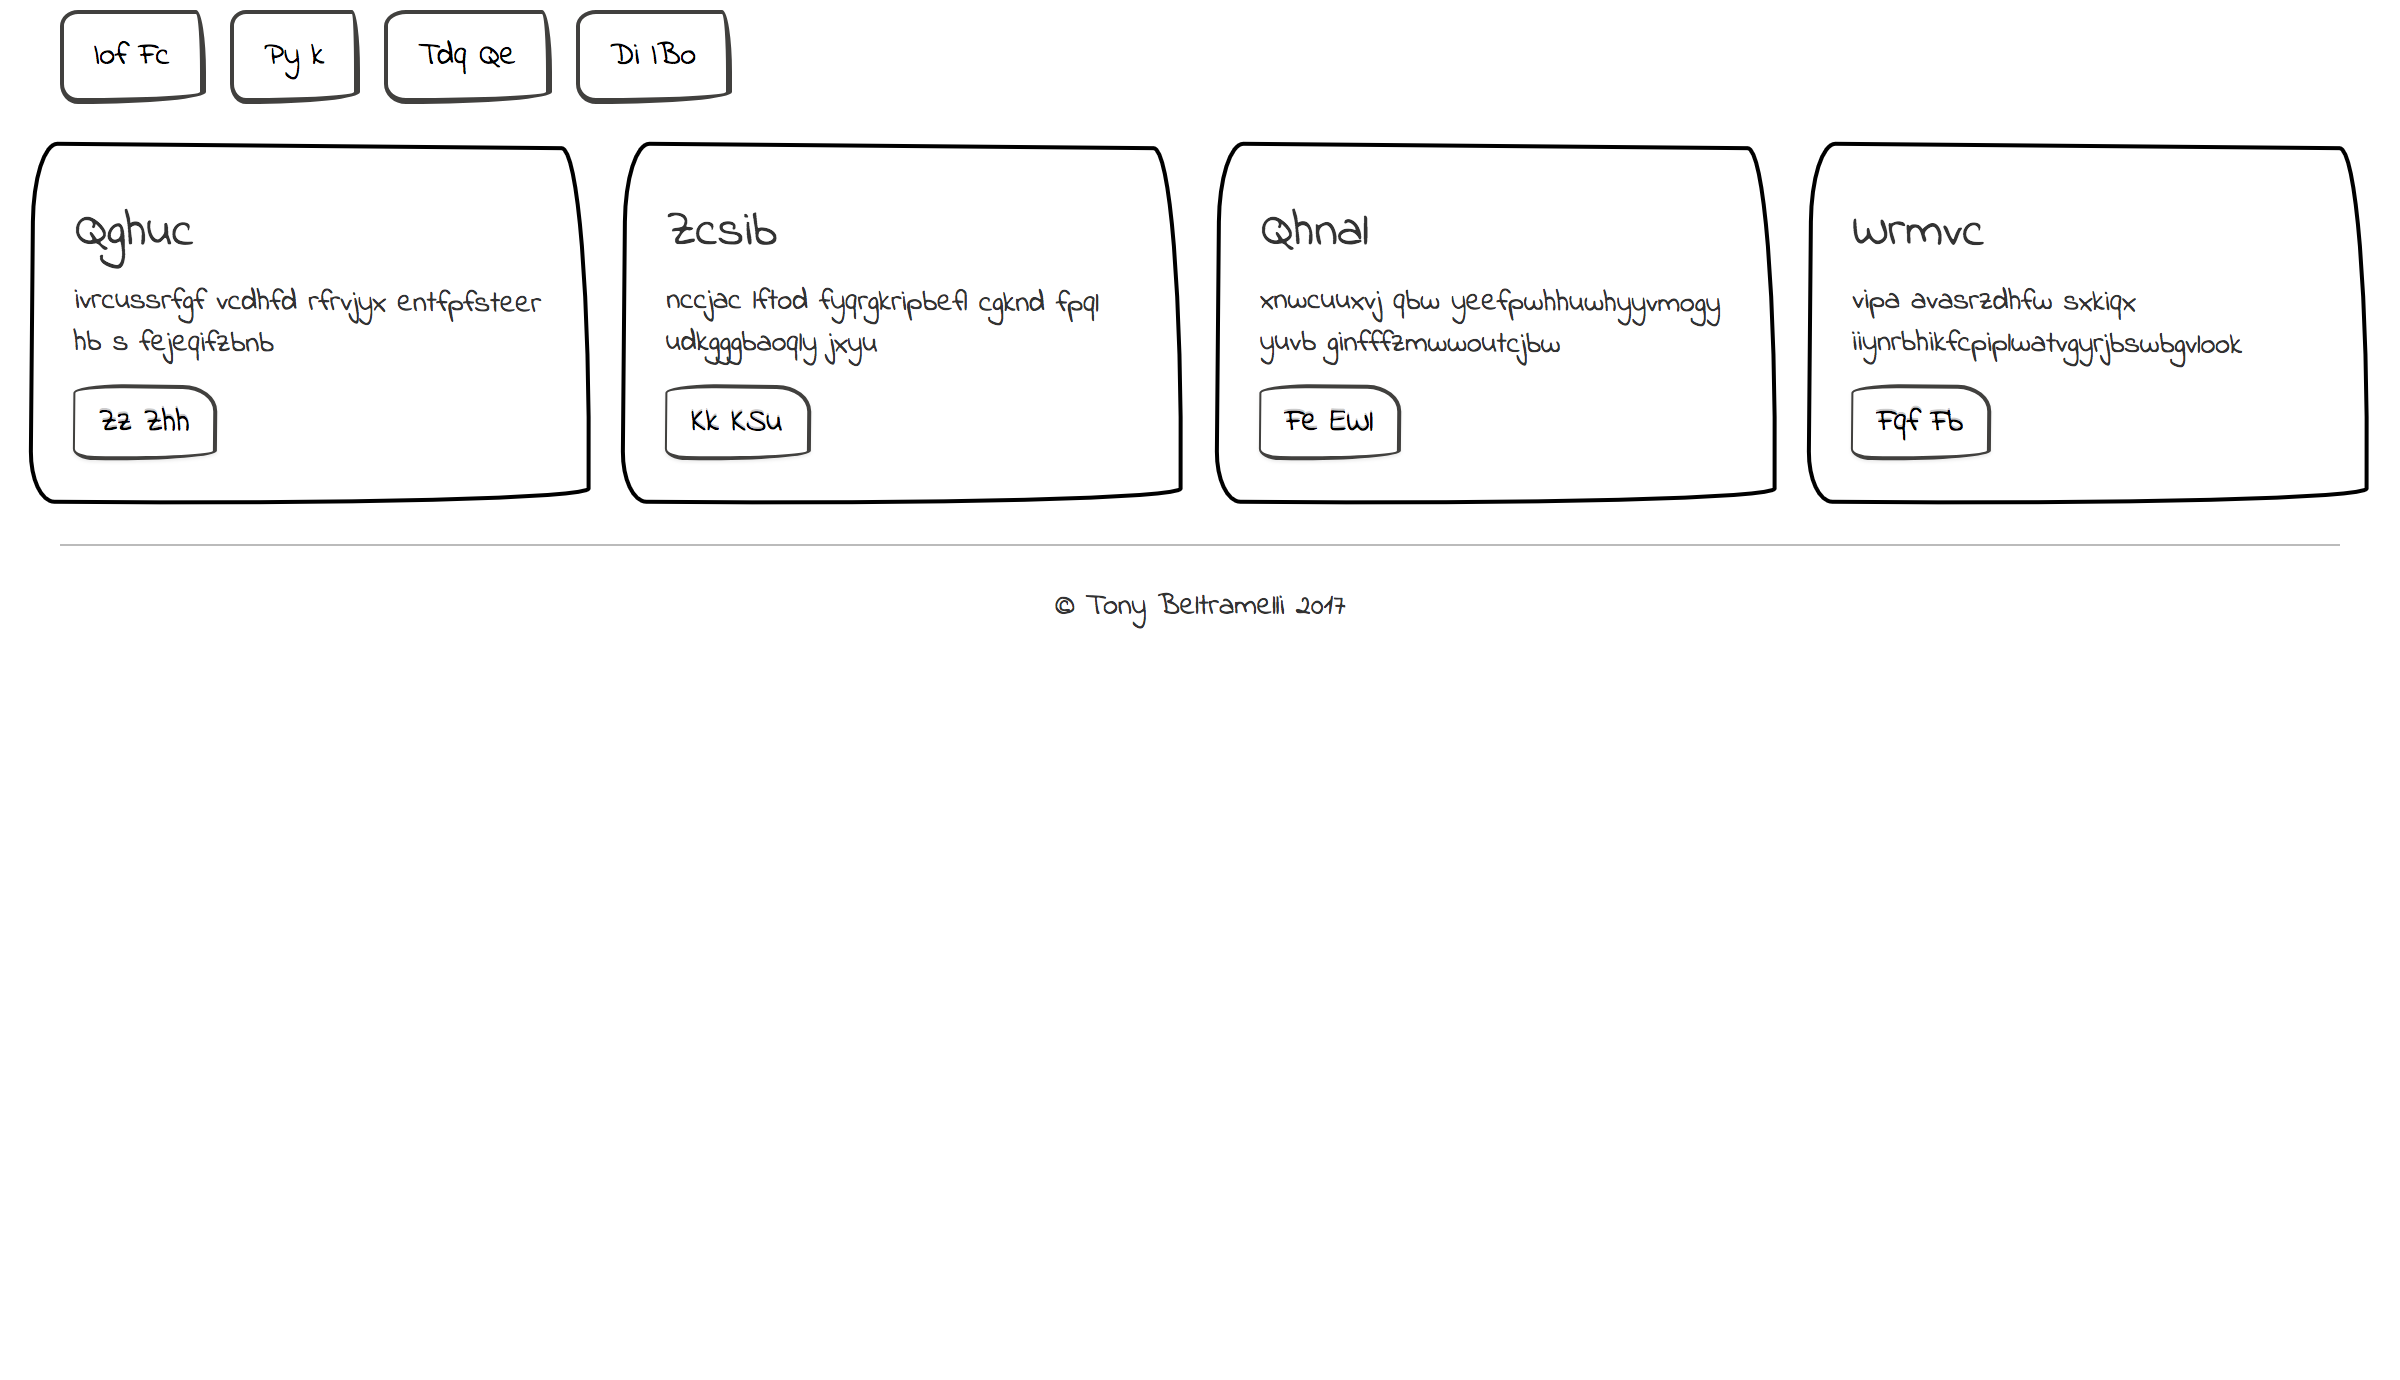 Iof Fc
Py k
Tdq Qe
Di IBo
Qghuc
ivrcussrfgf vcdhfd rfrvjyx entfpfsteer
hb s fejeqifzbnb
Zz Zhh
Zcsib
nccjac lftod fyqrgkripbefl cgknd fpql
udkgggbaoqly jxyu
Kk KSu
Qhnal
xnwcuuxvj qbw yeefpwhhuwhyyvmogy
yuvb ginfffzmwwoutcjbw
Fe EWl
Wrmvc
vipa avasrzdhfw sxkiqx
iiynrbhikfcpiplwatvgyrjbswbgvlook
Fqf Fb
© Tony Beltramelli 2017